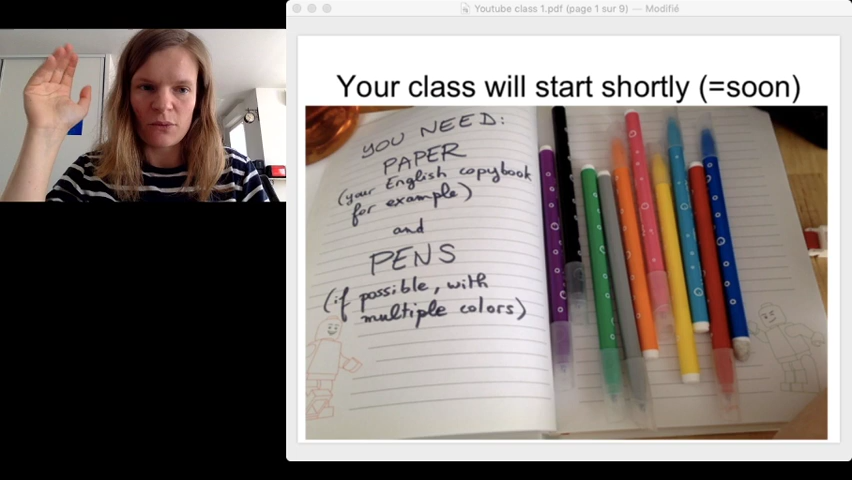 Youtube class 1.pdf (page 1 sur 9) — Modifié
Your class will start shortly (=soon)
YOU NEED:
PAPER
(your English copybook
for example)
and
PENS
(if possible, with
multiple colors)